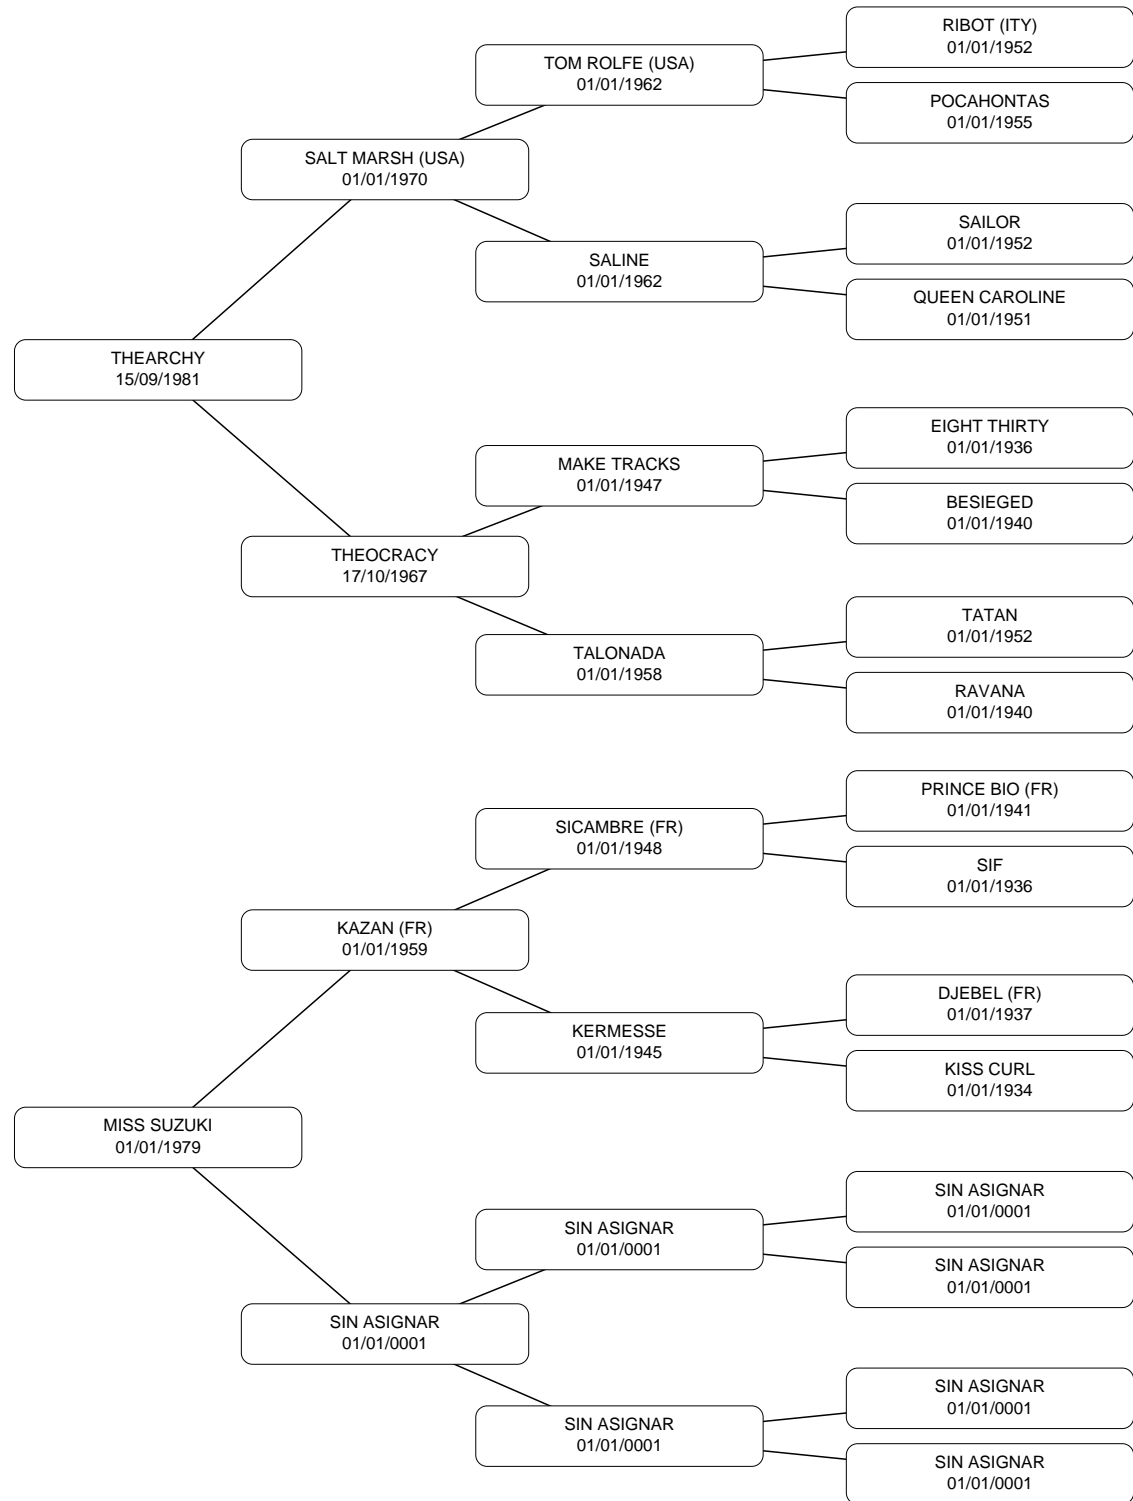 RIBOT (ITY)
01/01/1952
TOM ROLFE (USA)
01/01/1962
POCAHONTAS
01/01/1955
SALT MARSH (USA)
01/01/1970
SAILOR
01/01/1952
SALINE
01/01/1962
QUEEN CAROLINE
01/01/1951
THEARCHY
15/09/1981
EIGHT THIRTY
01/01/1936
MAKE TRACKS
01/01/1947
BESIEGED
01/01/1940
THEOCRACY
17/10/1967
TATAN
01/01/1952
TALONADA
01/01/1958
RAVANA
01/01/1940
PRINCE BIO (FR)
01/01/1941
SICAMBRE (FR)
01/01/1948
SIF
01/01/1936
KAZAN (FR)
01/01/1959
DJEBEL (FR)
01/01/1937
KERMESSE
01/01/1945
KISS CURL
01/01/1934
MISS SUZUKI
01/01/1979
SIN ASIGNAR
01/01/0001
SIN ASIGNAR
01/01/0001
SIN ASIGNAR
01/01/0001
SIN ASIGNAR
01/01/0001
SIN ASIGNAR
01/01/0001
SIN ASIGNAR
01/01/0001
SIN ASIGNAR
01/01/0001